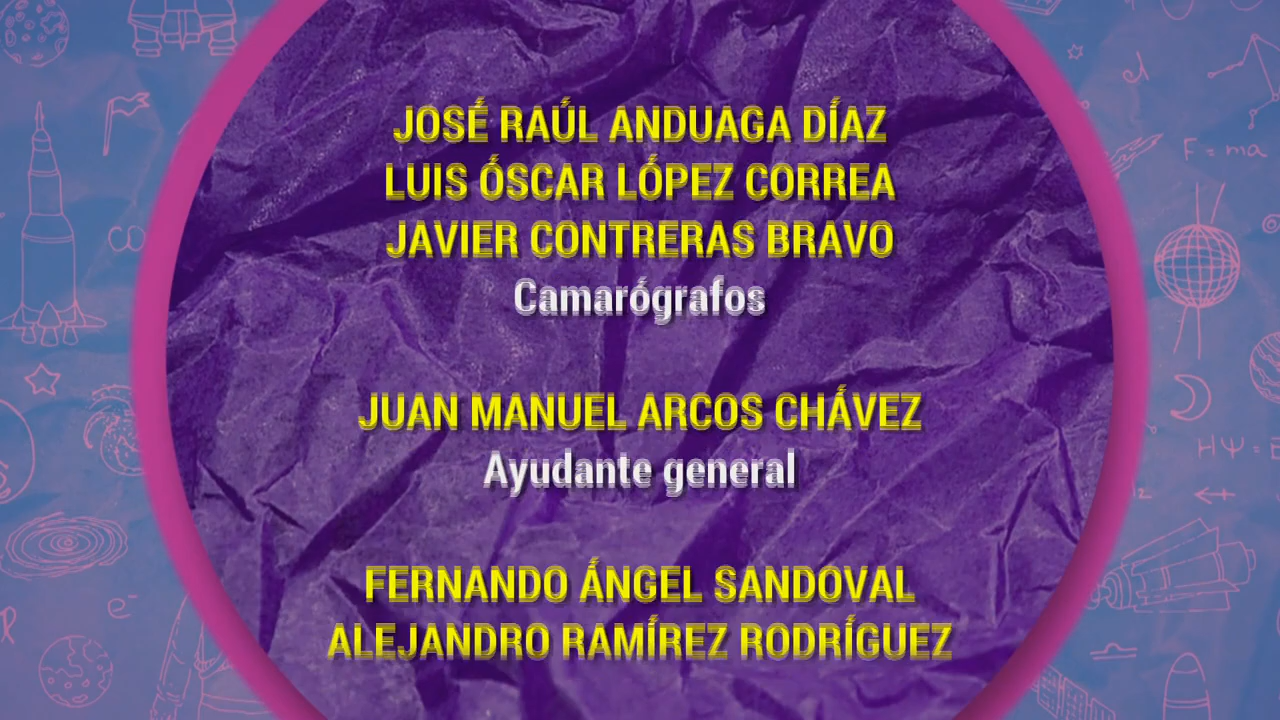 JOSÉ RAÚL ANDUAGA DÍAZ
LUIS ÓSCAR LÓPEZ CORREA
JAVIER CONTRERAS BRAVO
Camarógrafos
JUAN MANUEL ARCOS CHÁVEZ
Ayudante general
FERNANDO ÁNGEL SANDOVAL
ALEJANDRO RAMÍREZ RODRÍGUEZ
F = ma
e⁻